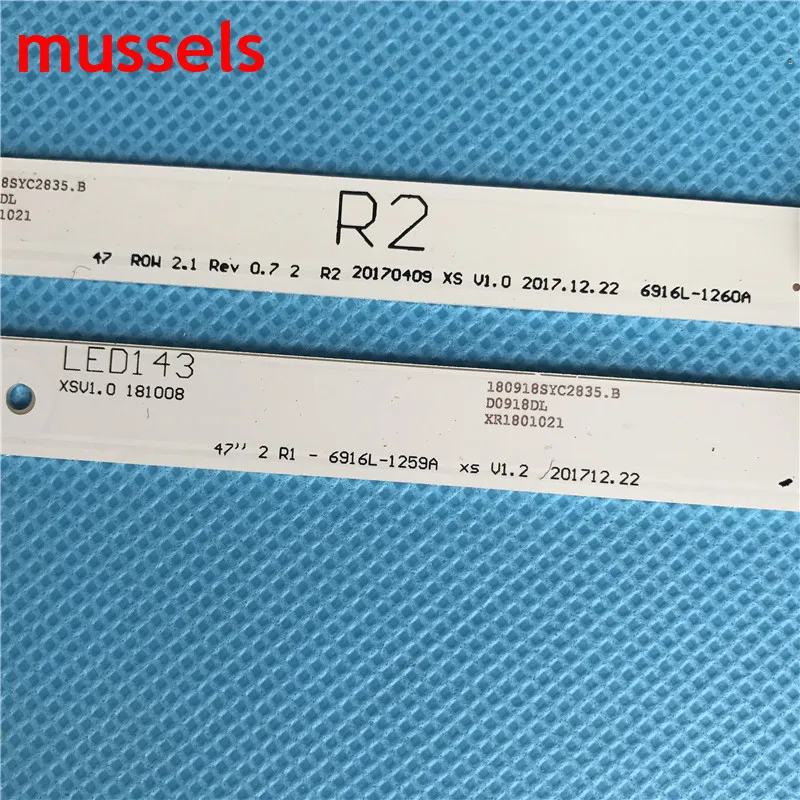 mussels
8SYC2835.B
DL
1021
R2
47 ROW 2.1 Rev 0.7 2 R2 20170409 XS V1.0 2017.12.22 6916L-1260A
LED143
XSV1.0 181008
180918SYC2835.B
D0918DL
XR1801021
47'' 2 R1 - 6916L-1259A xs V1.2 201712.22